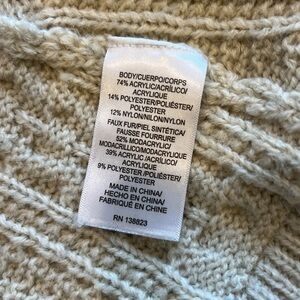 BODY/CUERPO/CORPS
74% ACRYLIC/ACRÍLICO/
ACRYLIQUE
14% POLYESTER/POLIÉSTER/
POLYESTER
12% NYLON/NILON/NYLON
FAUX FUR/PIEL SINTÉTICA/
FAUSSE FOURRURE
52% MODACRYLIC/
MODACRILLICO/MODACRYLIQUE
39% ACRYLIC/ACRÍLICO/
ACRYLIQUE
9% POLYESTER/POLIÉSTER/
POLYESTER
MADE IN CHINA/
HECHO EN CHINA/
FABRIQUÉ EN CHINE
RN 138823